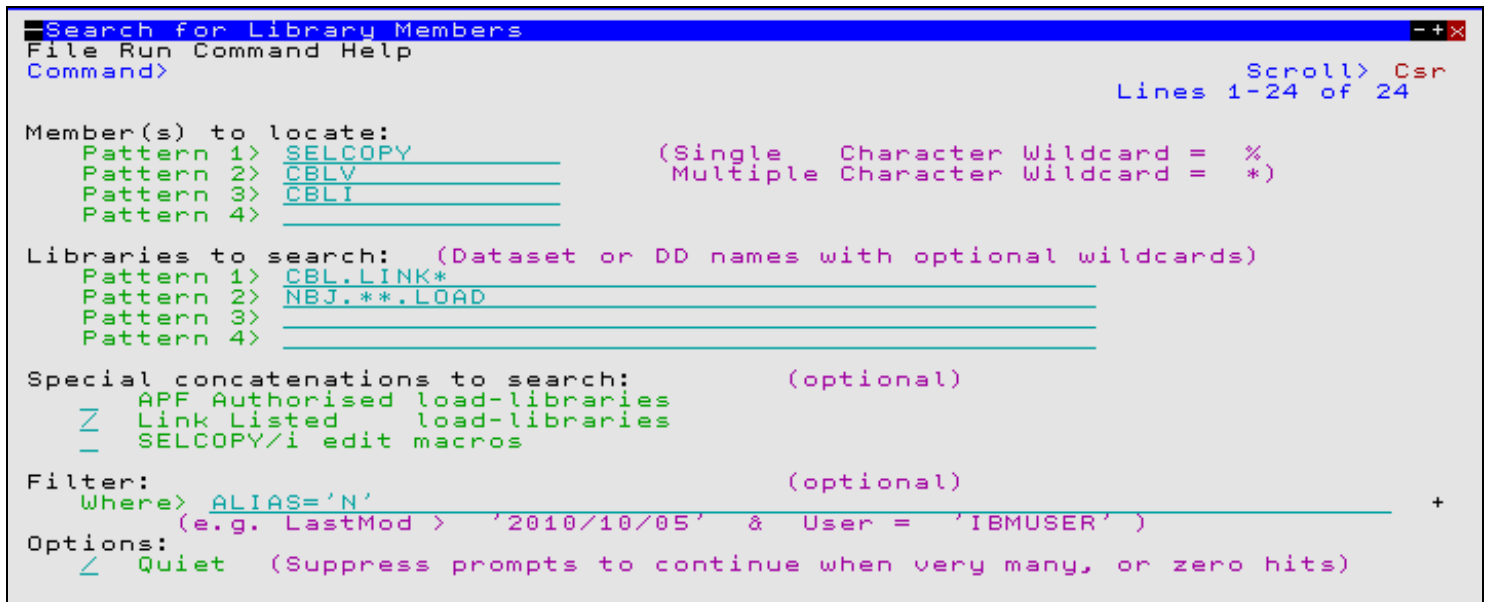 Search for Library Members
File Run Command Help
Command> Scroll> Csr
Lines 1-24 of 24
Member(s) to locate:
Pattern 1> SELCOPY (Single Character Wildcard = %
Pattern 2> CBLV Multiple Character Wildcard = *)
Pattern 3> CBLI
Pattern 4>
Libraries to search: (Dataset or DD names with optional wildcards)
Pattern 1> CBL.LINK*
Pattern 2> NBJ.**.LOAD
Pattern 3>
Pattern 4>
Special concatenations to search: (optional)
APF Authorised load-libraries
/ Link Listed load-libraries
SELCOPY/i edit macros
Filter: (optional)
Where> ALIAS='N' +
(e.g. LastMod > '2010/10/05' & User = 'IBMUSER' )
Options:
/ Quiet (Suppress prompts to continue when very many, or zero hits)